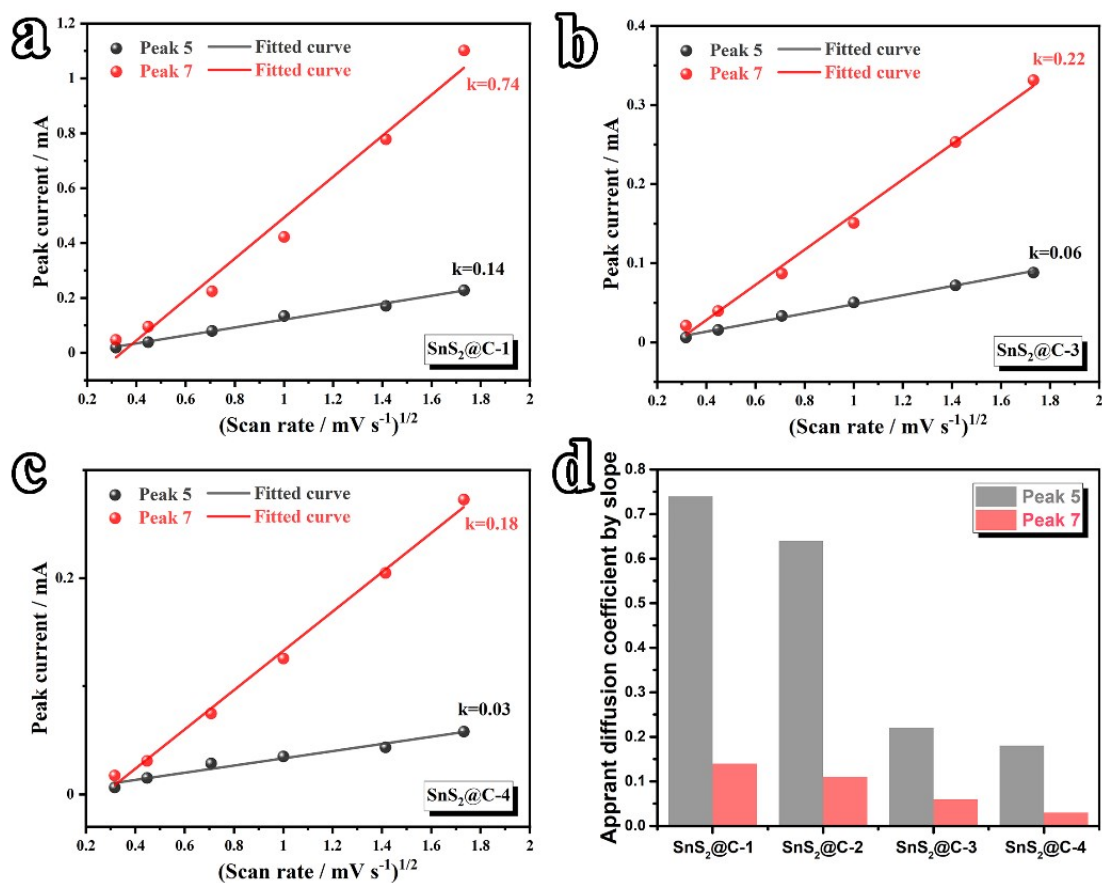 a
Peak 5 Fitted curve
Peak 7 Fitted curve
k=0.74
k=0.14
SnS₂@C-1
Peak current / mA
1.2
1
0.8
0.6
0.4
0.2
0
0.2 0.4 0.6 0.8 1 1.2 1.4 1.6 1.8 2
(Scan rate / mV s⁻¹)¹/²
b
Peak 5 Fitted curve
Peak 7 Fitted curve
k=0.22
k=0.06
SnS₂@C-3
Peak current / mA
0.4
0.3
0.2
0.1
0
0.2 0.4 0.6 0.8 1 1.2 1.4 1.6 1.8 2
(Scan rate / mV s⁻¹)¹/²
c
Peak 5 Fitted curve
Peak 7 Fitted curve
k=0.18
k=0.03
SnS₂@C-4
Peak current / mA
0.2
0
0.2 0.4 0.6 0.8 1 1.2 1.4 1.6 1.8 2
(Scan rate / mV s⁻¹)¹/²
d
Peak 5
Peak 7
Apprant diffusion coefficient by slope
0.8
0.7
0.6
0.5
0.4
0.3
0.2
0.1
0.0
SnS₂@C-1 SnS₂@C-2 SnS₂@C-3 SnS₂@C-4